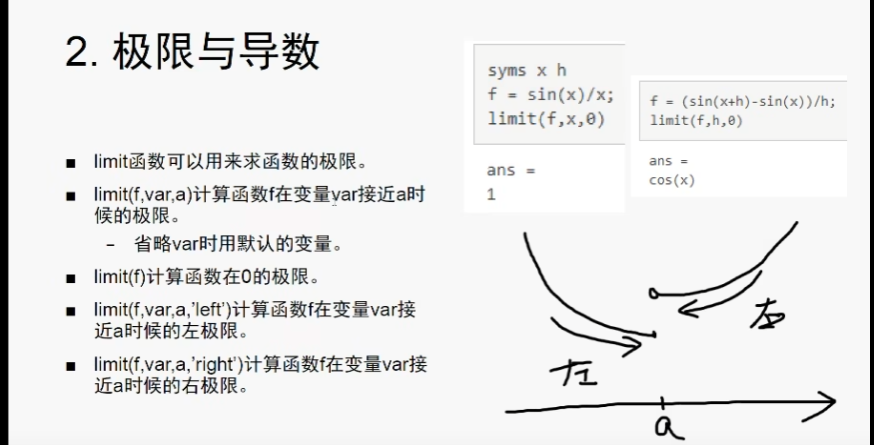 2. 极限与导数
limit函数可以用来求函数的极限。
limit(f,var,a)计算函数f在变量var接近a时
候的极限。
– 省略var时用默认的变量。
limit(f)计算函数在0的极限。
limit(f,var,a,’left’)计算函数f在变量var接
近a时候的左极限。
limit(f,var,a,’right’)计算函数f在变量var接
近a时候的右极限。
syms x h
f = sin(x)/x;
limit(f,x,0)
ans =
1
f = (sin(x+h)-sin(x))/h;
limit(f,h,0)
ans =
cos(x)
左
右
a